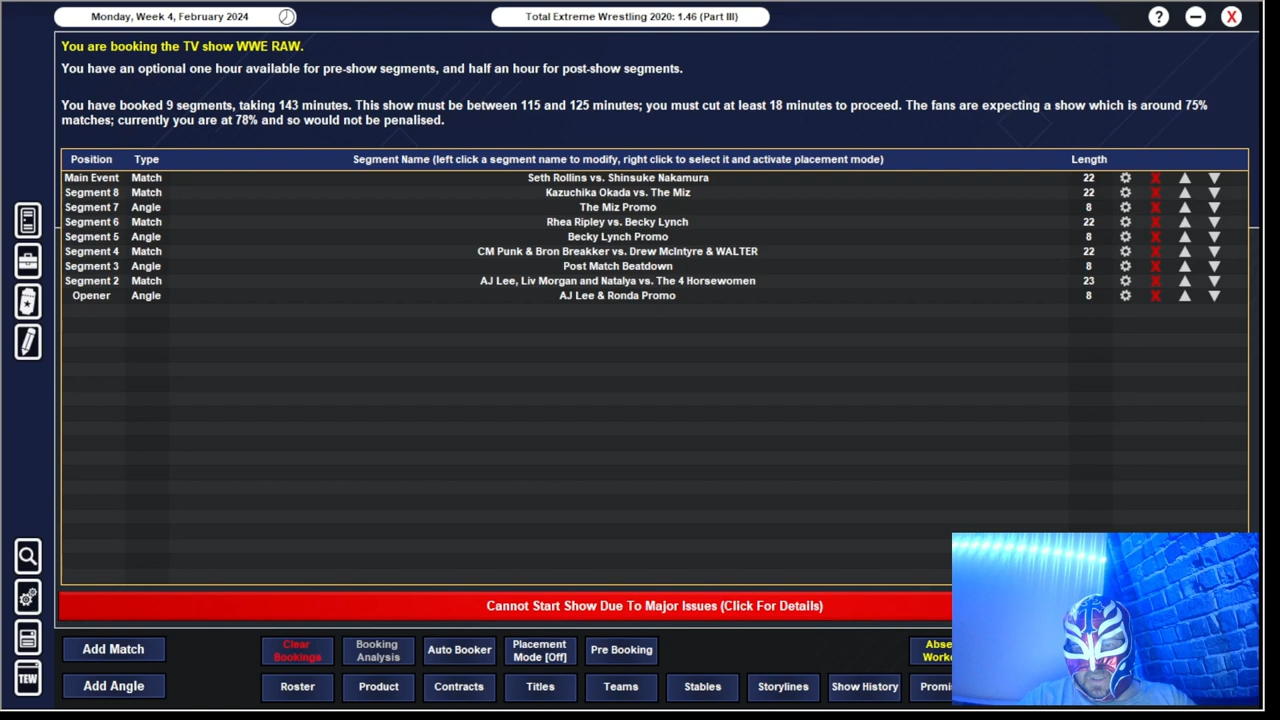 Monday, Week 4, February 2024
Total Extreme Wrestling 2020: 1.46 (Part III)
? X
You are booking the TV show WWE RAW.
You have an optional one hour available for pre-show segments, and half an hour for post-show segments.
You have booked 9 segments, taking 143 minutes. This show must be between 115 and 125 minutes; you must cut at least 18 minutes to proceed. The fans are expecting a show which is around 75%
matches; currently you are at 78% and so would not be penalised.
Position Type Segment Name (left click a segment name to modify, right click to select it and activate placement mode) Length
Main Event Match Seth Rollins vs. Shinsuke Nakamura 22 X
Segment 8 Match Kazuchika Okada vs. The Miz 22 X
Segment 7 Angle The Miz Promo 8 X
Segment 6 Match Rhea Ripley vs. Becky Lynch 22 X
Segment 5 Angle Becky Lynch Promo 8 X
Segment 4 Match CM Punk & Bron Breakker vs. Drew McIntyre & WALTER 22 X
Segment 3 Angle Post Match Beatdown 8 X
Segment 2 Match AJ Lee, Liv Morgan and Natalya vs. The 4 Horsewomen 23 X
Opener Angle AJ Lee & Ronda Promo 8 X
Cannot Start Show Due To Major Issues (Click For Details)
Add Match Clear Bookings Booking Analysis Auto Booker Placement Mode [Off] Pre Booking Abse
Work
TEW Add Angle Roster Product Contracts Titles Teams Stables Storylines Show History Promi